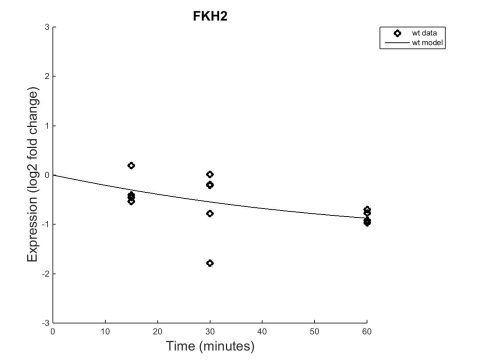 FKH2
wt data
wt model
Expression (log2 fold change)
3
2
1
0
-1
-2
-3
0 10 20 30 40 50 60
Time (minutes)